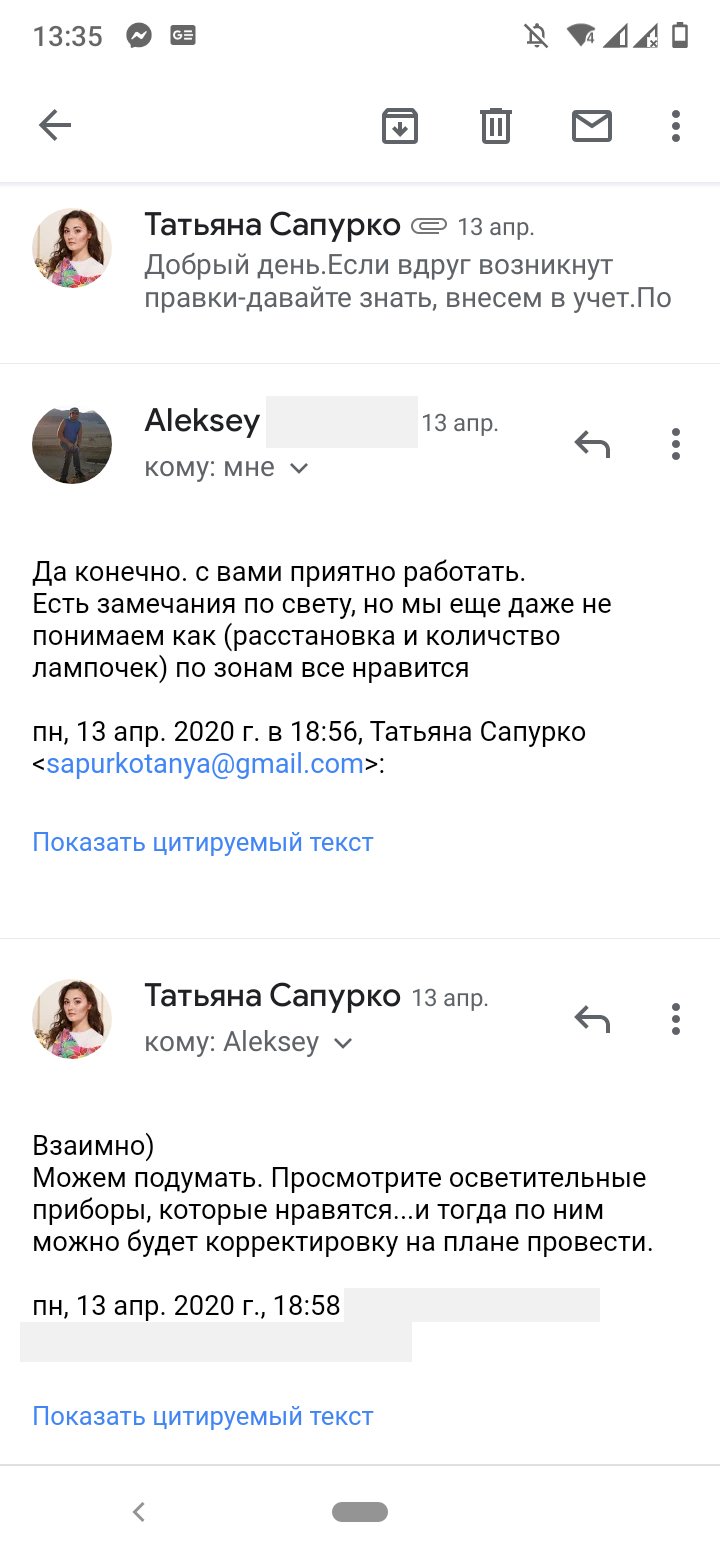 13:35
GE
4
Татьяна Сапурко 13 апр.
Добрый день.Если вдруг возникнут
правки-давайте знать, внесем в учет.По
Aleksey 13 апр.
кому: мне
Да конечно. с вами приятно работать.
Есть замечания по свету, но мы еще даже не
понимаем как (расстановка и количство
лампочек) по зонам все нравится
пн, 13 апр. 2020 г. в 18:56, Татьяна Сапурко
<sapurkotanya@gmail.com>:
Показать цитируемый текст
Татьяна Сапурко 13 апр.
кому: Aleksey
Взаимно)
Можем подумать. Просмотрите осветительные
приборы, которые нравятся...и тогда по ним
можно будет корректировку на плане провести.
пн, 13 апр. 2020 г., 18:58
Показать цитируемый текст